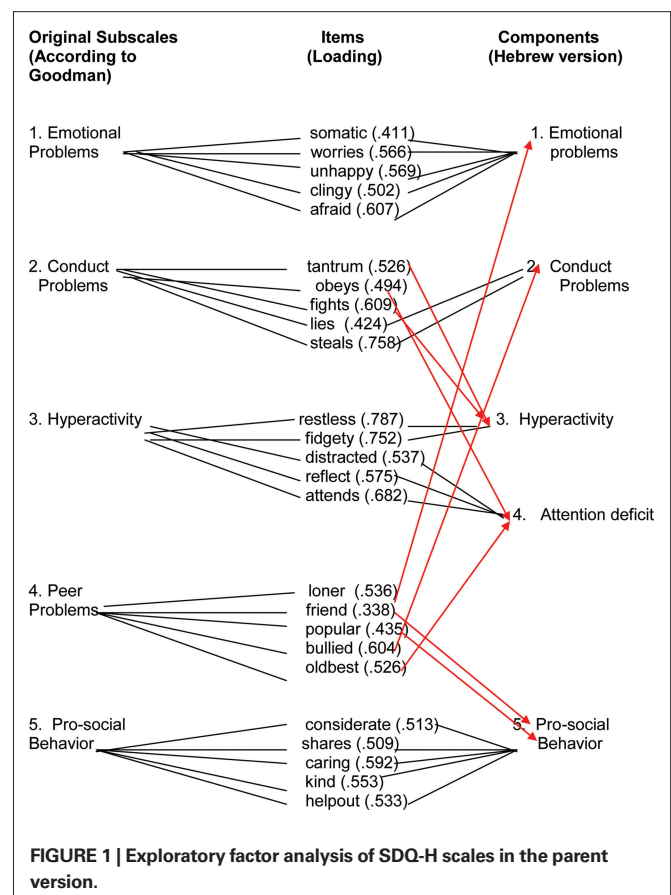 Original Subscales
(According to
Goodman)
Items
(Loading)
Components
(Hebrew version)
1. Emotional
Problems
somatic (.411)
worries (.566)
unhappy (.569)
clingy (.502)
afraid (.607)
1. Emotional
problems
2. Conduct
Problems
tantrum (.526)
obeys (.494)
fights (.609)
lies (.424)
steals (.758)
2. Conduct
Problems
3. Hyperactivity
restless (.787)
fidgety (.752)
distracted (.537)
reflect (.575)
attends (.682)
3. Hyperactivity
4. Attention deficit
4. Peer
Problems
loner (.536)
friend (.338)
popular (.435)
bullied (.604)
oldbest (.526)
5. Pro-social
Behavior
considerate (.513)
shares (.509)
caring (.592)
kind (.553)
helpout (.533)
5. Pro-social
Behavior
FIGURE 1 | Exploratory factor analysis of SDQ-H scales in the parent
version.